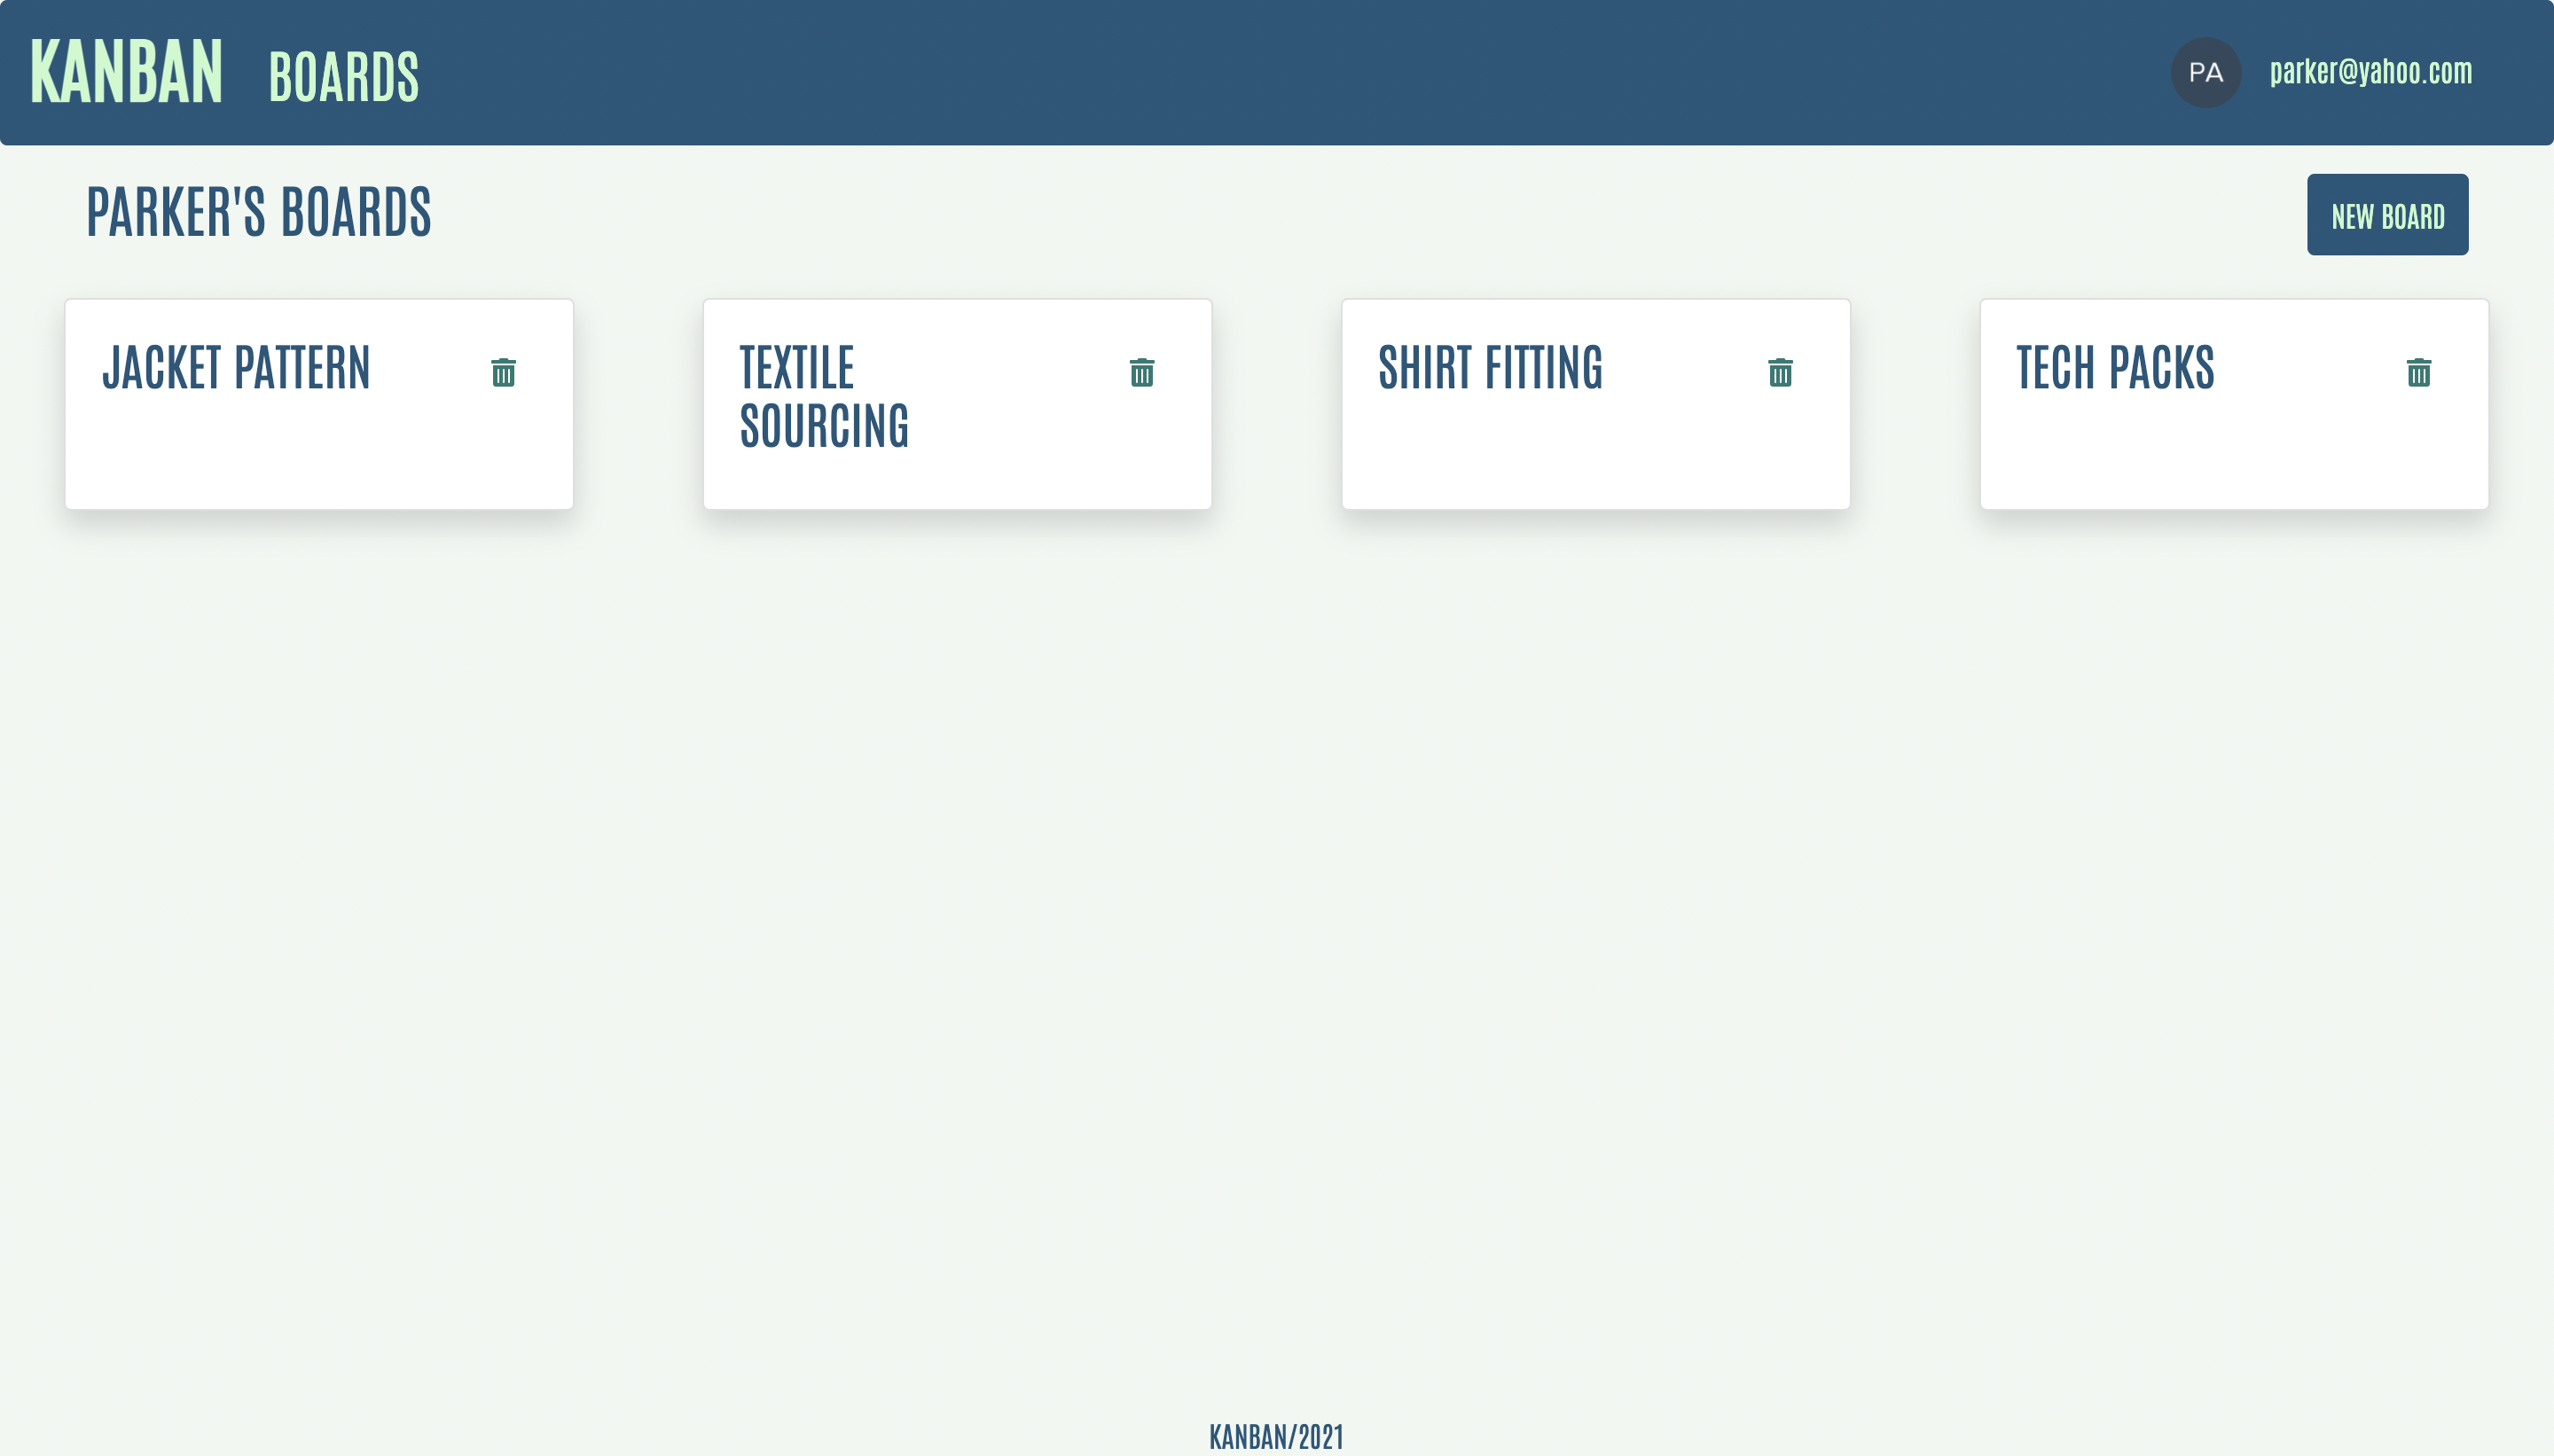 KANBAN BOARDS
PA parker@yahoo.com
PARKER'S BOARDS
NEW BOARD
JACKET PATTERN
TEXTILE
SOURCING
SHIRT FITTING
TECH PACKS
KANBAN/2021